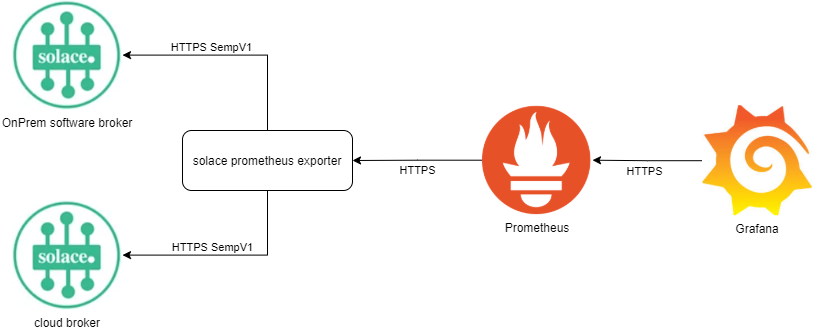 solace.
HTTPS SempV1
OnPrem software broker
solace prometheus exporter
HTTPS
HTTPS
Prometheus
Grafana
solace.
HTTPS SempV1
cloud broker